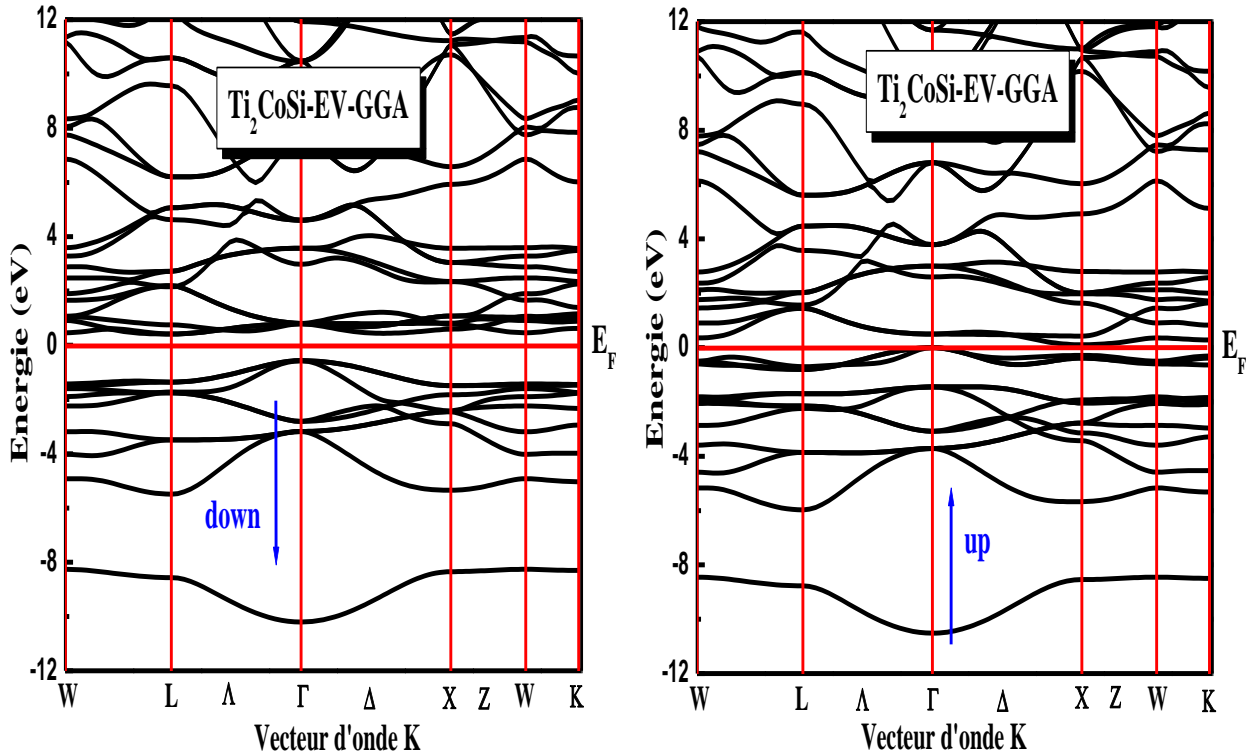 12
8
4
0
-4
-8
-12
Energie (eV)
Ti2CoSi-EV-GGA
down
EF
W L Λ Γ Δ X Z W K
Vecteur d'onde K
12
8
4
0
-4
-8
-12
Energie (eV)
Ti2CoSi-EV-GGA
up
EF
W L Λ Γ Δ X Z W K
Vecteur d'onde K